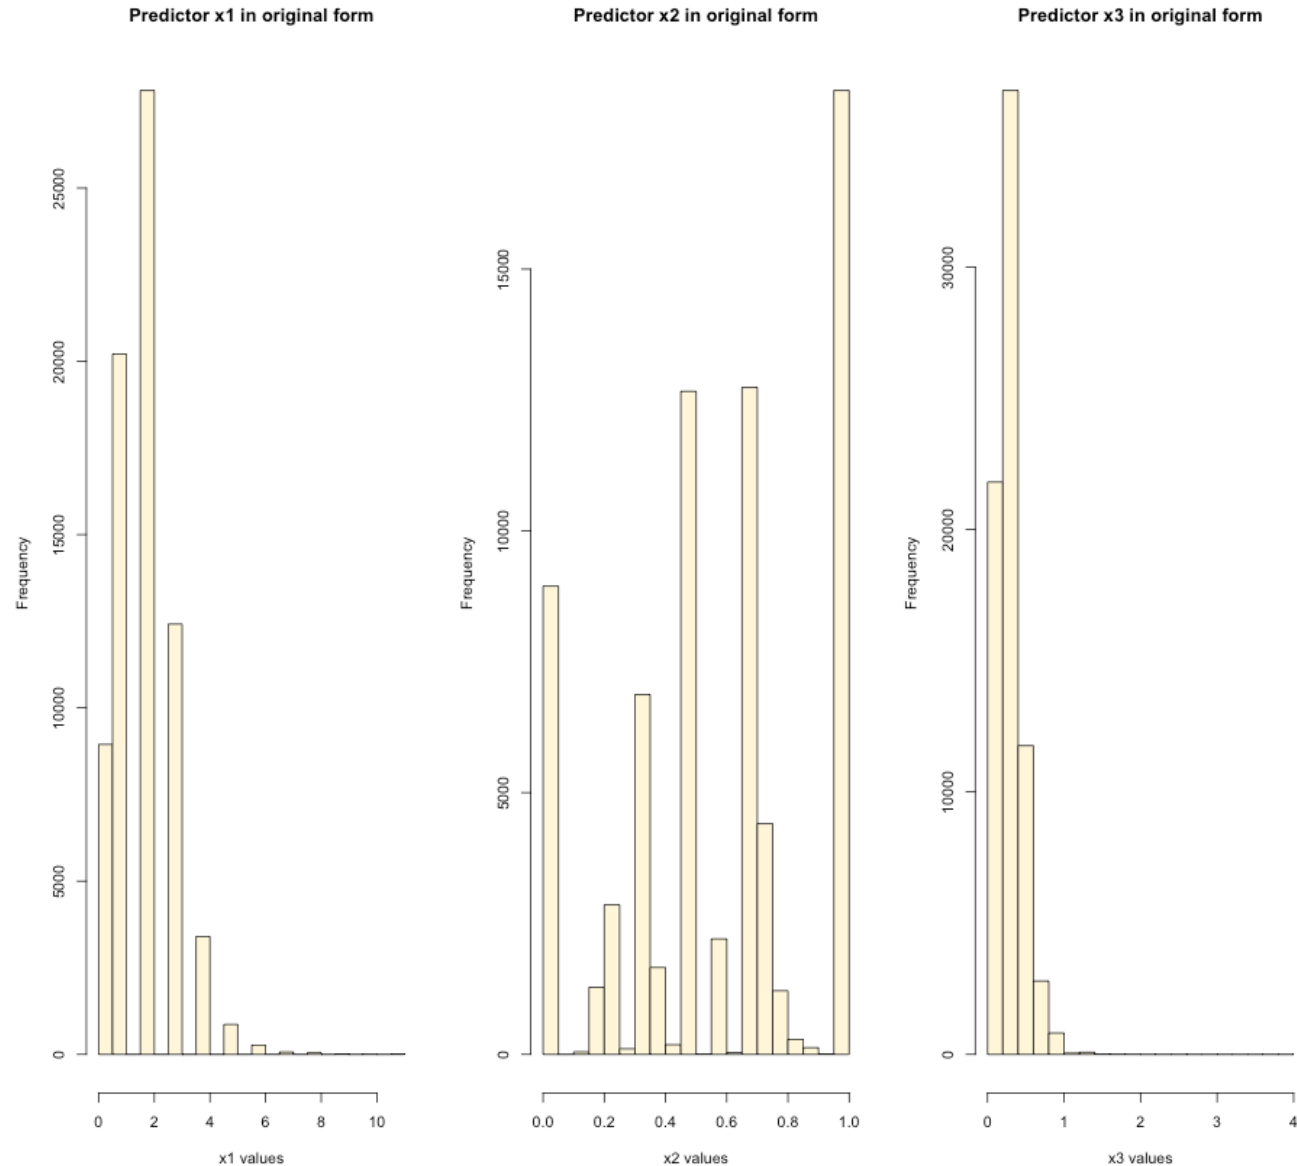 Predictor x1 in original form
Frequency
25000
20000
15000
10000
5000
0
0 2 4 6 8 10
x1 values
Predictor x2 in original form
Frequency
15000
10000
5000
0
0.0 0.2 0.4 0.6 0.8 1.0
x2 values
Predictor x3 in original form
Frequency
30000
20000
10000
0
0 1 2 3 4
x3 values